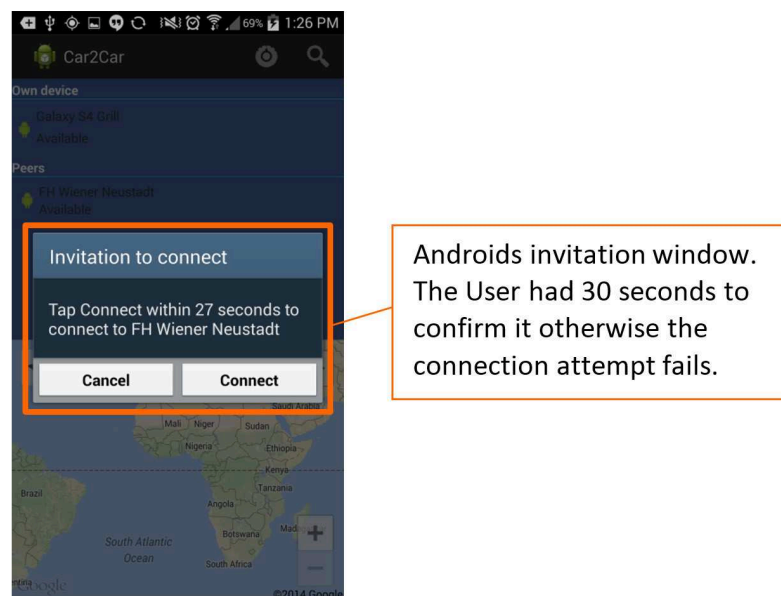 69% 1:26 PM
Car2Car
Own device
Galaxy S4 Grill
Available
Peers
FH Wiener Neustadt
Available
Invitation to connect
Tap Connect within 27 seconds to
connect to FH Wiener Neustadt
Cancel Connect
Androids invitation window.
The User had 30 seconds to
confirm it otherwise the
connection attempt fails.
Saudi Arabia
Mali Niger Sudan
Nigeria Ethiopia
Kenya
Tanzania
Brazil
Angola
Botswana
South Atlantic
Ocean
South Africa
+
−
Google
©2014 Google